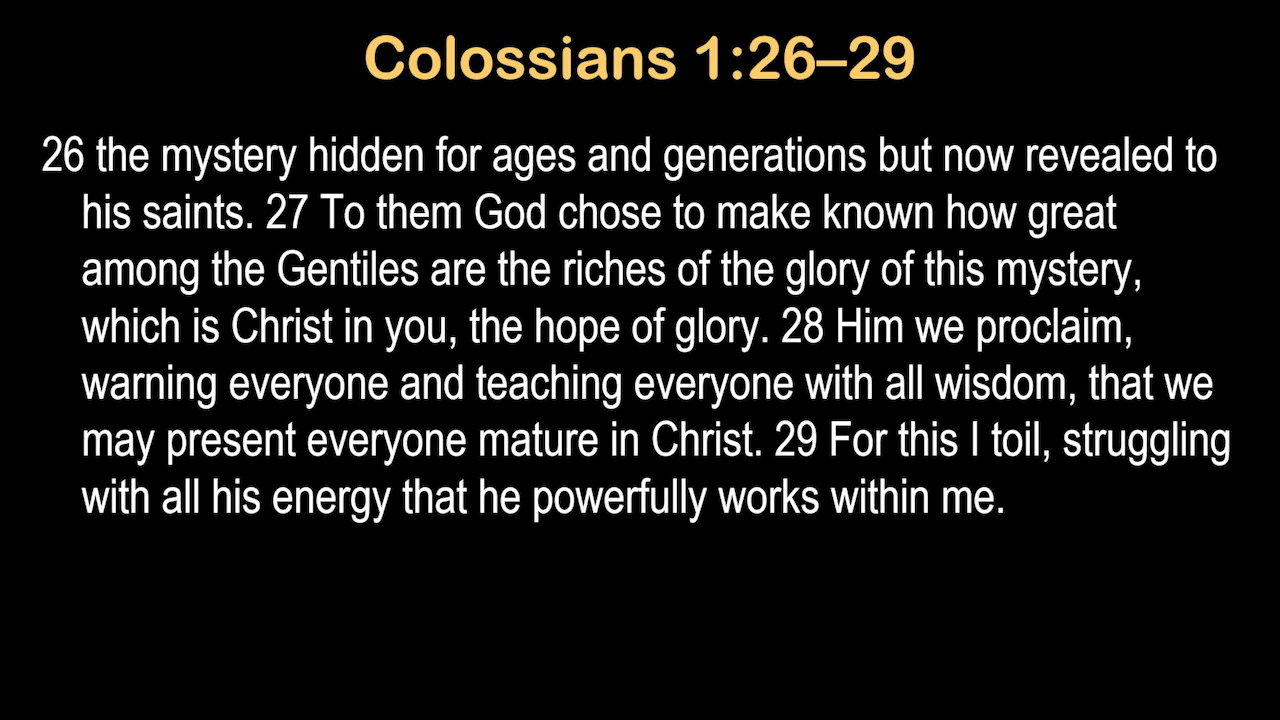 Colossians 1:26–29
26 the mystery hidden for ages and generations but now revealed to
his saints. 27 To them God chose to make known how great
among the Gentiles are the riches of the glory of this mystery,
which is Christ in you, the hope of glory. 28 Him we proclaim,
warning everyone and teaching everyone with all wisdom, that we
may present everyone mature in Christ. 29 For this I toil, struggling
with all his energy that he powerfully works within me.